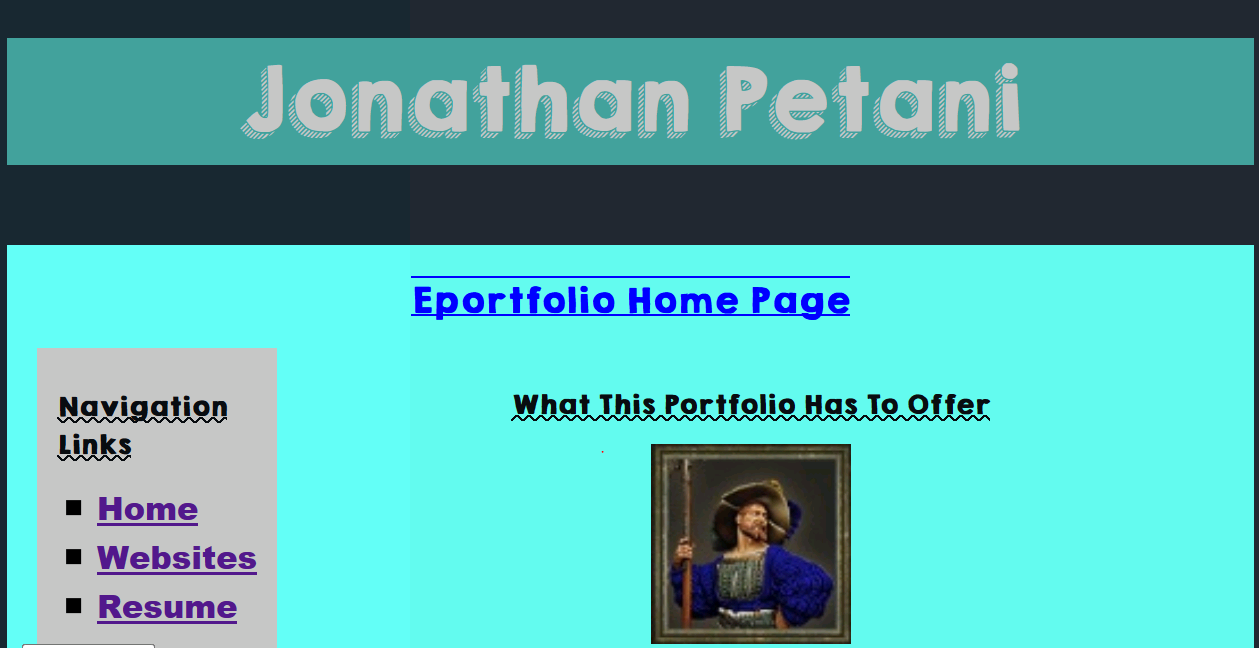 Jonathan Petani
Eportfolio Home Page
Navigation
Links
Home
Websites
Resume
What This Portfolio Has To Offer